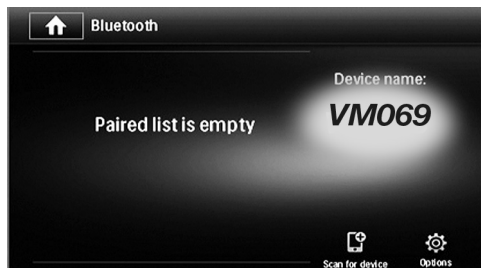 Bluetooth
Device name:
VM069
Paired list is empty
Scan for device
Options